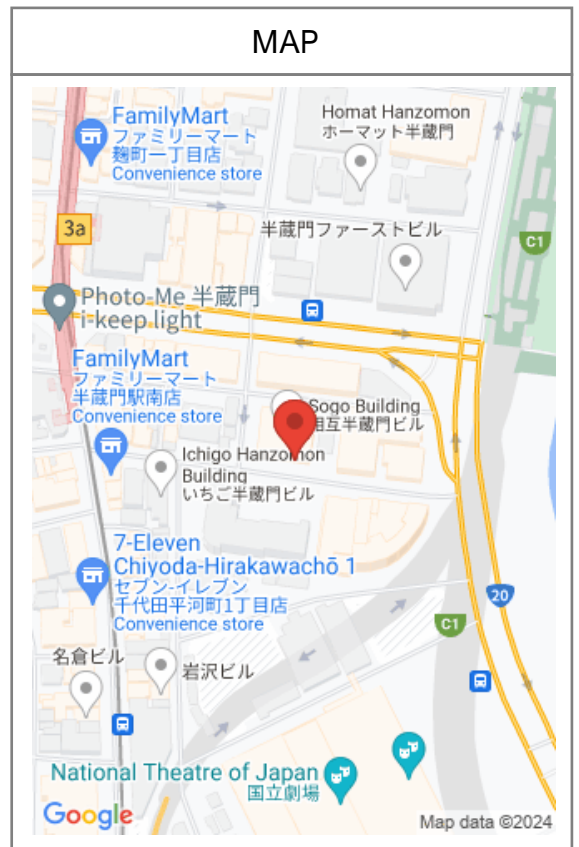 MAP
FamilyMart
ファミリーマート
麹町一丁目店
Convenience store
Homat Hanzomon
ホーマット半蔵門
3a
半蔵門ファーストビル
C1
Photo-Me 半蔵門
i-keep light
FamilyMart
ファミリーマート
半蔵門駅南店
Convenience store
Sogo Building
相互半蔵門ビル
Ichigo Hanzomon
Building
いちご半蔵門ビル
7-Eleven
Chiyoda-Hirakawachō 1
セブン-イレブン
千代田平河町1丁目店
Convenience store
20
C1
名倉ビル
岩沢ビル
National Theatre of Japan
国立劇場
Google
Map data ©2024